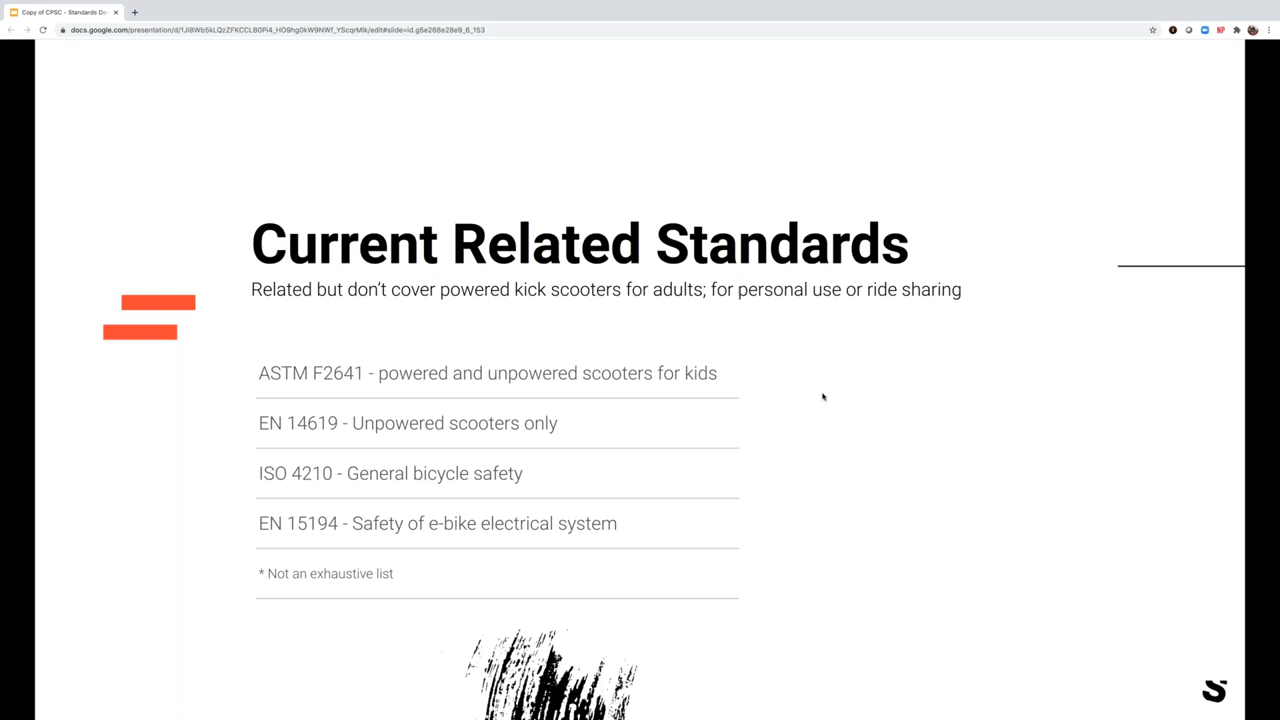 Copy of CPSC - Standards De
docs.google.com/presentation/d/1JI8Wb5kLQzZFKCCLB0Pi4_HO9hg0kW9NWf_YScqrMlk/edit#slide=id.g5e268e28e9_6_153
NP
Current Related Standards
Related but don't cover powered kick scooters for adults; for personal use or ride sharing
ASTM F2641 - powered and unpowered scooters for kids
EN 14619 - Unpowered scooters only
ISO 4210 - General bicycle safety
EN 15194 - Safety of e-bike electrical system
* Not an exhaustive list
S